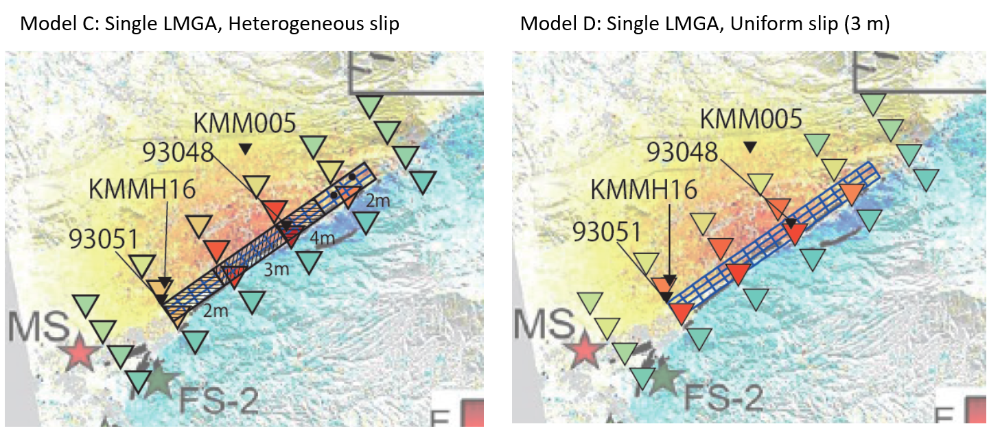 Model C: Single LMGA, Heterogeneous slip
KMM005
93048
KMMH16
93051
2m
4m
3m
2m
MS
FS-2
Model D: Single LMGA, Uniform slip (3 m)
KMM005
93048
KMMH16
93051
MS
FS-2